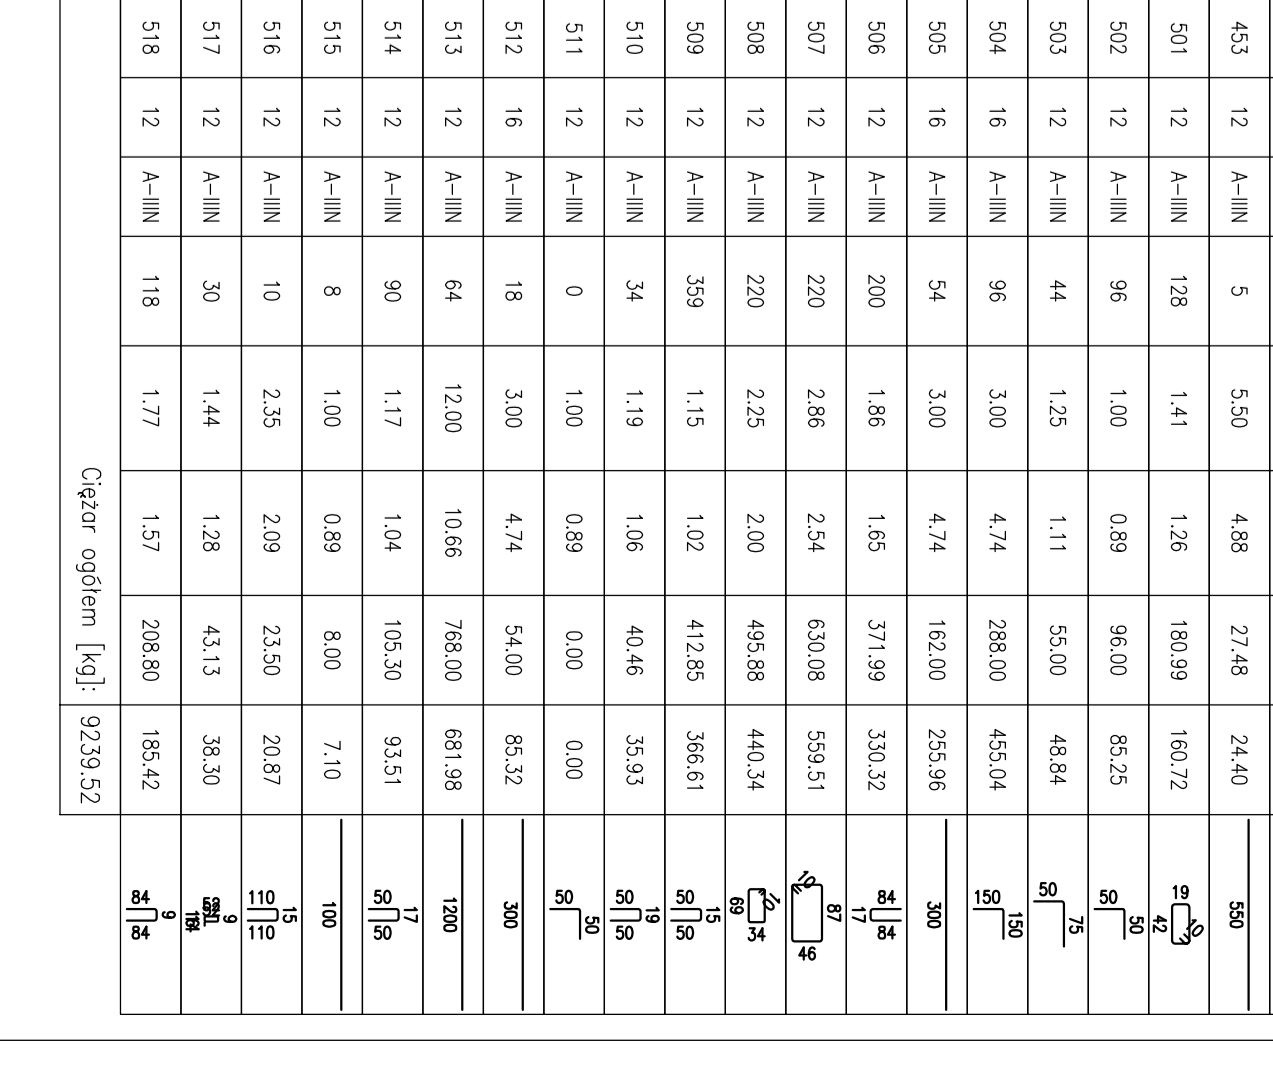 453 12 A-IIIN 5 5.50 4.88 27.48 24.40 550
501 12 A-IIIN 128 1.41 1.26 180.99 160.72 19 42 10
502 12 A-IIIN 96 1.00 0.89 96.00 85.25 50 50
503 12 A-IIIN 44 1.25 1.11 55.00 48.84 50 75
504 16 A-IIIN 96 3.00 4.74 288.00 455.04 150 150
505 16 A-IIIN 54 3.00 4.74 162.00 255.96 300
506 12 A-IIIN 200 1.86 1.65 371.99 330.32 84 17 84
507 12 A-IIIN 220 2.86 2.54 630.08 559.51 10 87 46
508 12 A-IIIN 220 2.25 2.00 495.88 440.34 69 10 34
509 12 A-IIIN 359 1.15 1.02 412.85 366.61 50 15 50
510 12 A-IIIN 34 1.19 1.06 40.46 35.93 50 19 50
511 12 A-IIIN 0 1.00 0.89 0.00 0.00 50 50
512 16 A-IIIN 18 3.00 4.74 54.00 85.32 300
513 12 A-IIIN 64 12.00 10.66 768.00 681.98 1200
514 12 A-IIIN 90 1.17 1.04 105.30 93.51 50 17 50
515 12 A-IIIN 8 1.00 0.89 8.00 7.10 100
516 12 A-IIIN 10 2.35 2.09 23.50 20.87 110 15 110
517 12 A-IIIN 30 1.44 1.28 43.13 38.30 9
518 12 A-IIIN 118 1.77 1.57 208.80 185.42 84 9 84
Ciężar ogółem [kg]: 9239.52